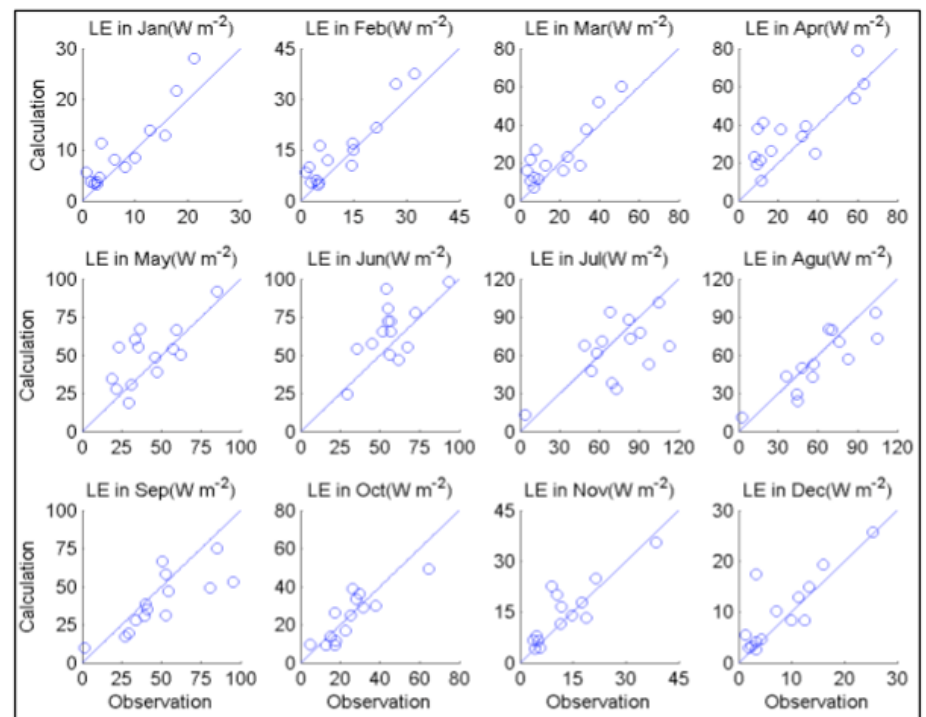 LE in Jan(W m-2) LE in Feb(W m-2) LE in Mar(W m-2) LE in Apr(W m-2)
30 45 80 80
20 30 60 60
10 15 40 40
0 0 20 20
0 0
Calculation
0 10 20 30 0 15 30 45 0 20 40 60 80 0 20 40 60 80
LE in May(W m-2) LE in Jun(W m-2) LE in Jul(W m-2) LE in Agu(W m-2)
100 100 120 120
75 75 90 90
50 50 60 60
25 25 30 30
0 0 0 0
Calculation
0 25 50 75 100 0 25 50 75 100 0 30 60 90 120 0 30 60 90 120
LE in Sep(W m-2) LE in Oct(W m-2) LE in Nov(W m-2) LE in Dec(W m-2)
100 80 45 30
75 60 30 20
50 40 15 10
25 20 0 0
0 0
Calculation
0 25 50 75 100 0 20 40 60 80 0 15 30 45 0 10 20 30
Observation Observation Observation Observation